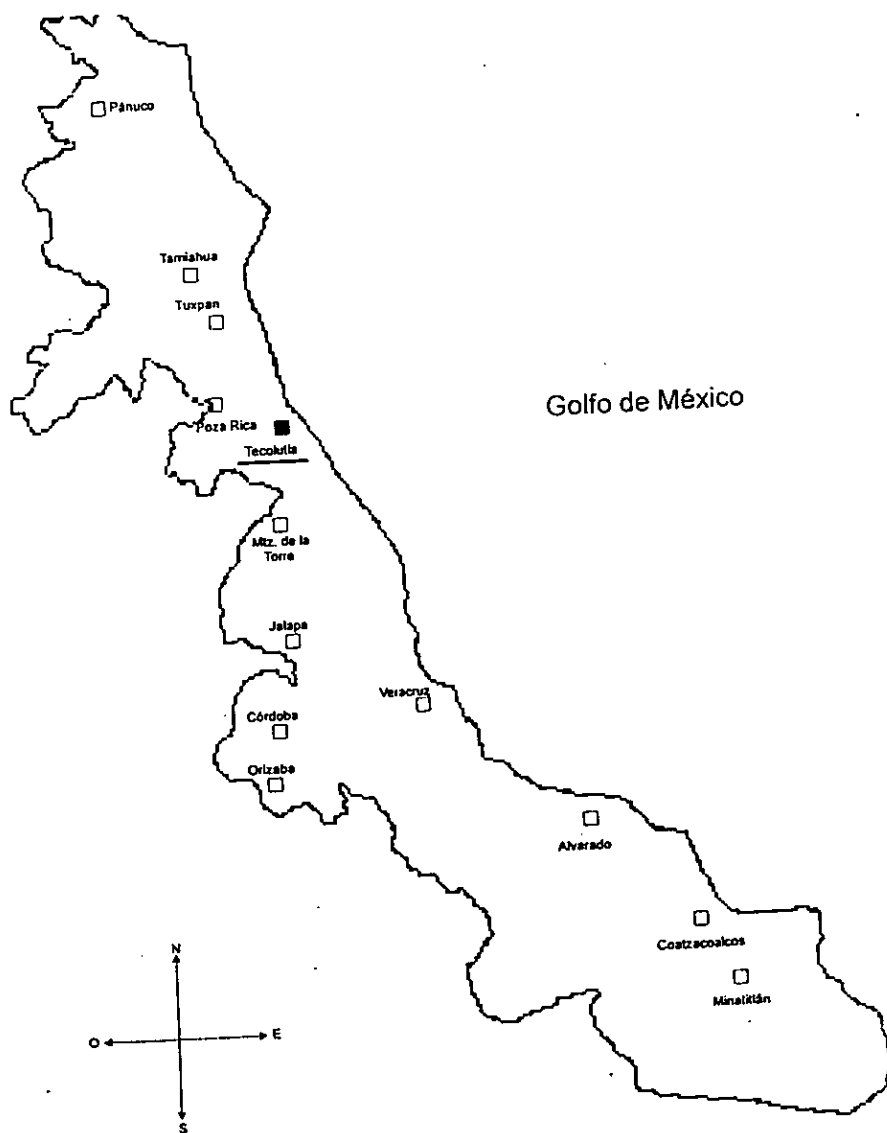 Pánuco
Tamiahua
Tuxpan
Golfo de México
Poza Rica
Tecolutla
Mtz. de la
Torre
Jalapa
Veracruz
Córdoba
Orizaba
Alvarado
Coatzacoalcos
Minatitlán
N
O
E
S